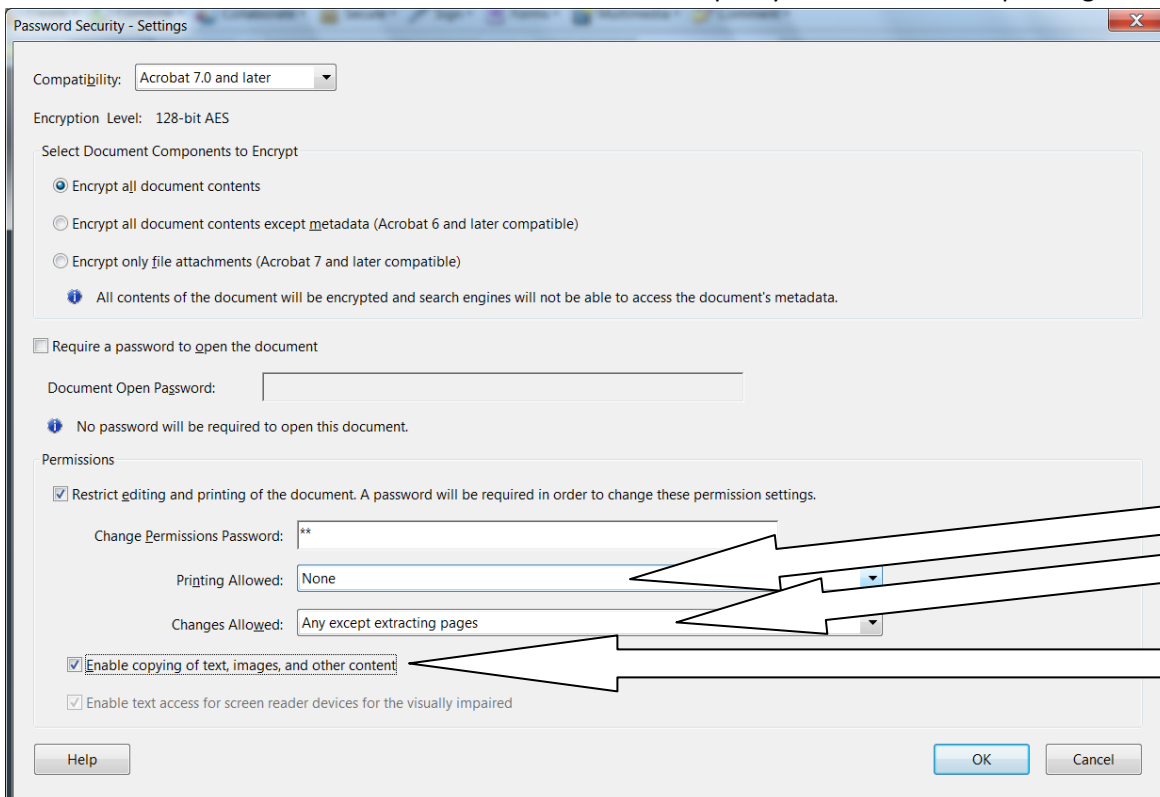 Password Security - Settings
X
Compatibility: Acrobat 7.0 and later
Encryption Level: 128-bit AES
Select Document Components to Encrypt
Encrypt all document contents
Encrypt all document contents except metadata (Acrobat 6 and later compatible)
Encrypt only file attachments (Acrobat 7 and later compatible)
All contents of the document will be encrypted and search engines will not be able to access the document's metadata.
Require a password to open the document
Document Open Password:
No password will be required to open this document.
Permissions
Restrict editing and printing of the document. A password will be required in order to change these permission settings.
Change Permissions Password: **
Printing Allowed: None
Changes Allowed: Any except extracting pages
Enable copying of text, images, and other content
Enable text access for screen reader devices for the visually impaired
Help OK Cancel